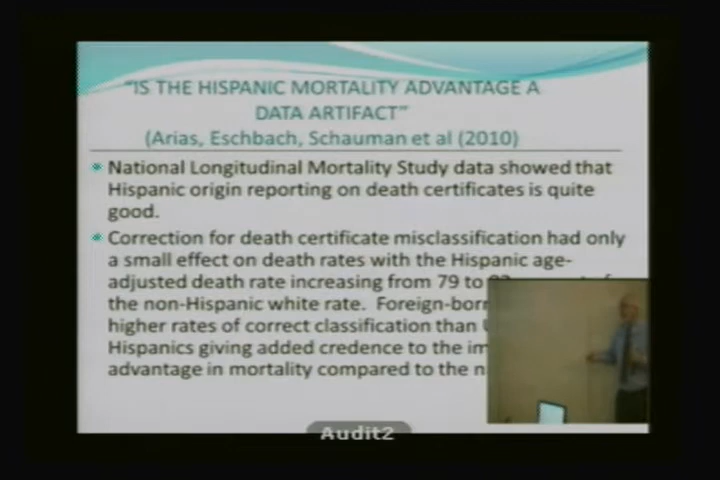 "IS THE HISPANIC MORTALITY ADVANTAGE A
DATA ARTIFACT"
(Arias, Eschbach, Schauman et al (2010)
National Longitudinal Mortality Study data showed that
Hispanic origin reporting on death certificates is quite
good.
Correction for death certificate misclassification had only
a small effect on death rates with the Hispanic age-
adjusted death rate increasing from 79 to
the non-Hispanic white rate. Foreign-bor
higher rates of correct classification than
Hispanics giving added credence to the im
advantage in mortality compared to the n
Audit2